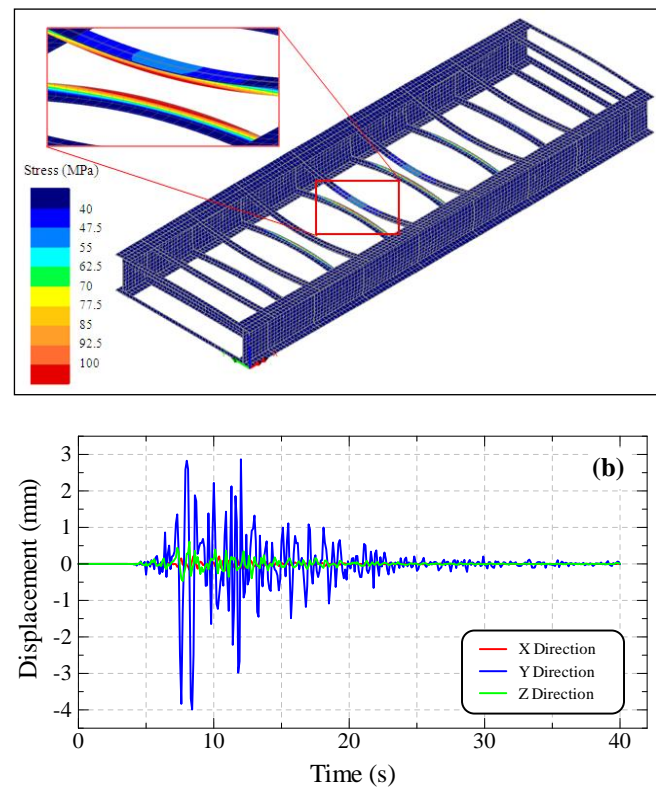 Stress (MPa)
40
47.5
55
62.5
70
77.5
85
92.5
100
(b)
3
2
1
0
-1
-2
-3
-4
Displacement (mm)
X Direction
Y Direction
Z Direction
0 10 20 30 40
Time (s)